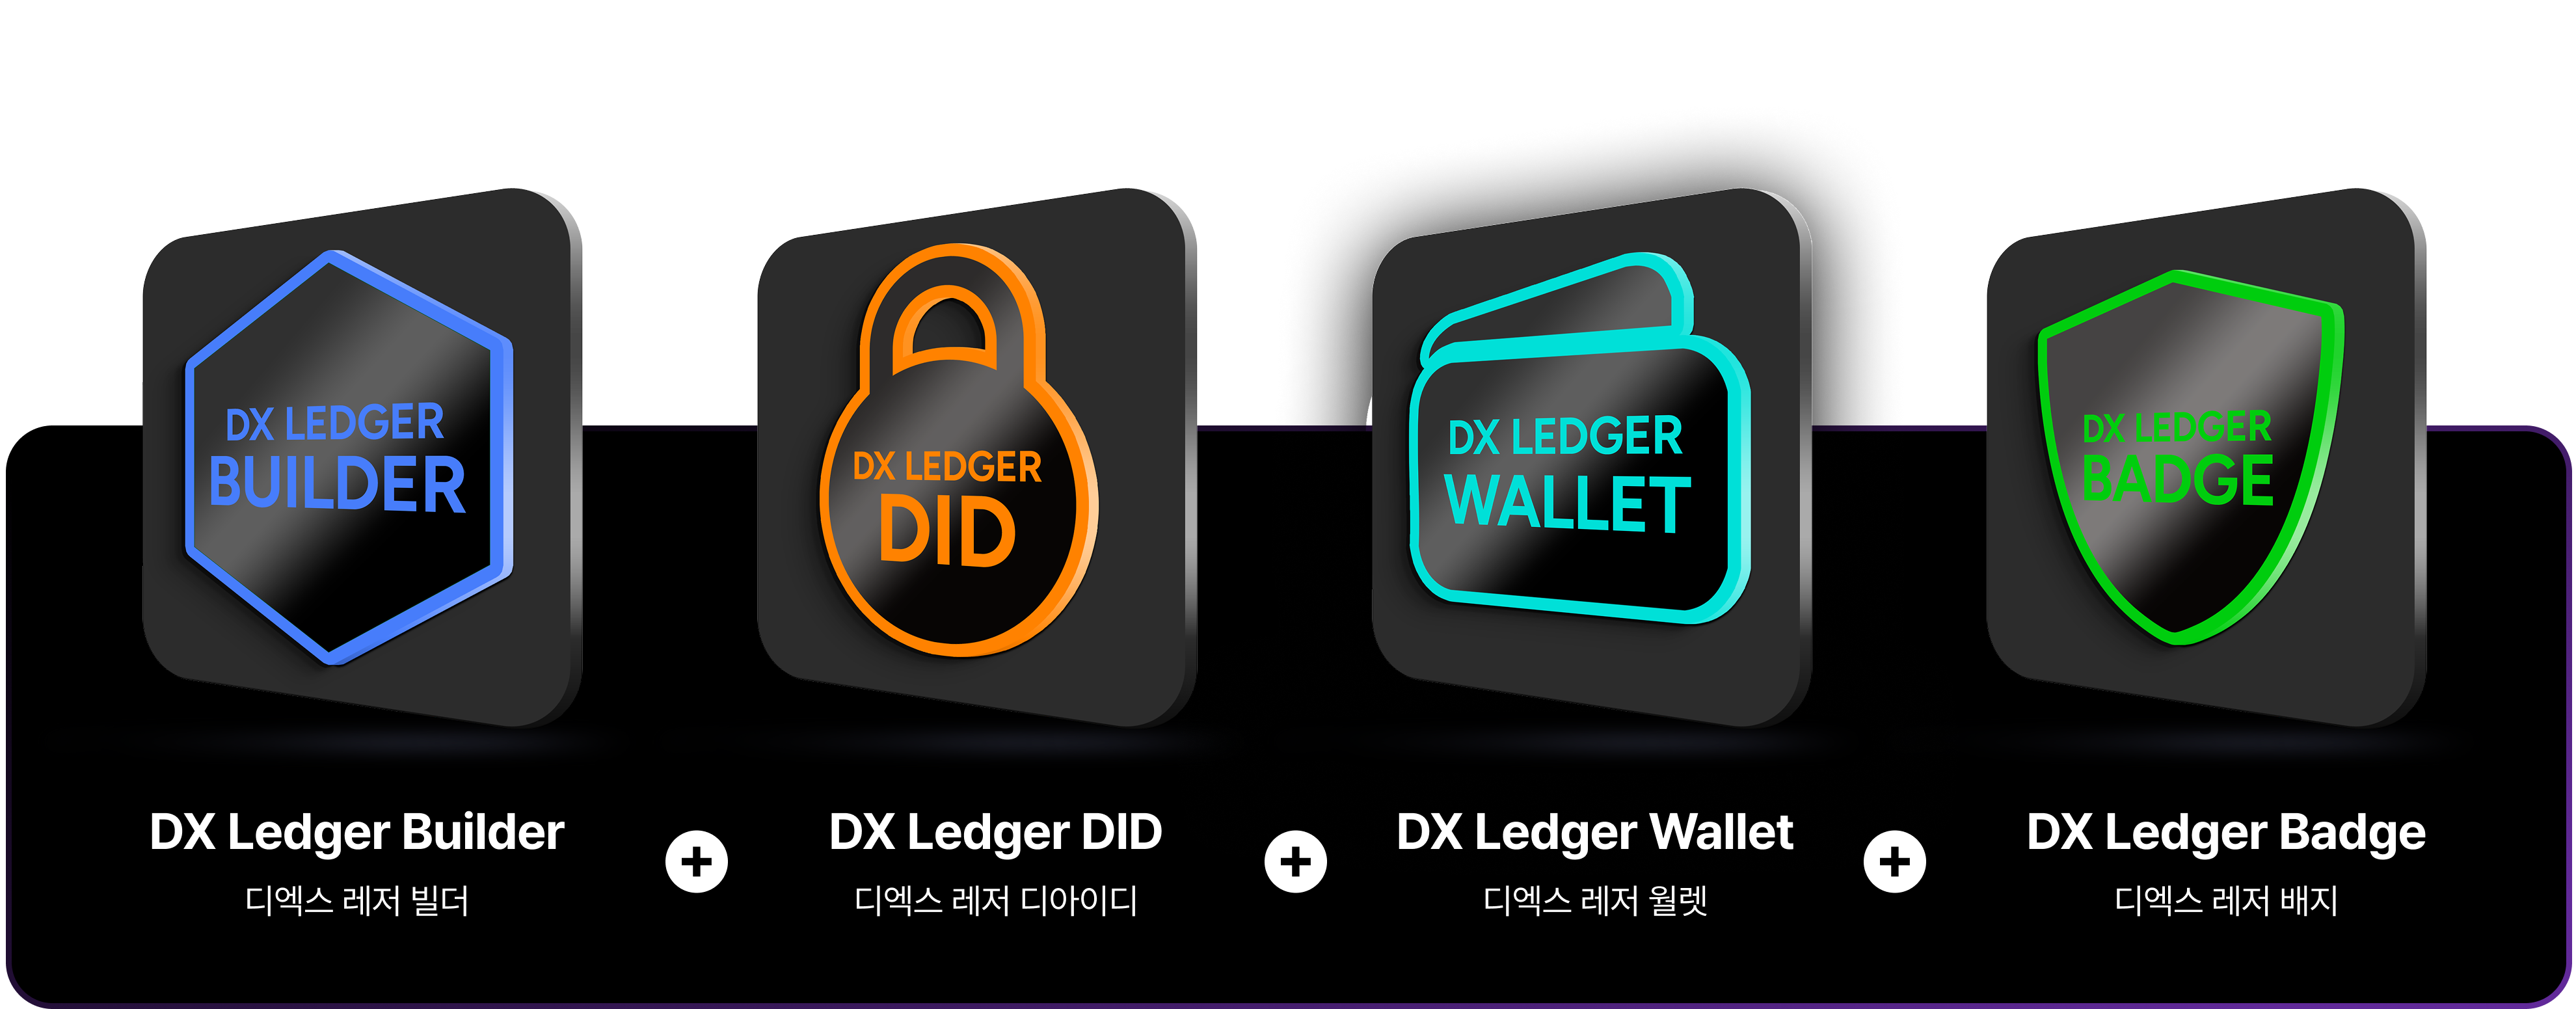 DX LEDGER
BUILDER
DX LEDGER
DID
DX LEDGER
WALLET
DX LEDGER
BADGE
DX Ledger Builder
디엑스 레저 빌더
+
DX Ledger DID
디엑스 레저 디아이디
+
DX Ledger Wallet
디엑스 레저 월렛
+
DX Ledger Badge
디엑스 레저 배지